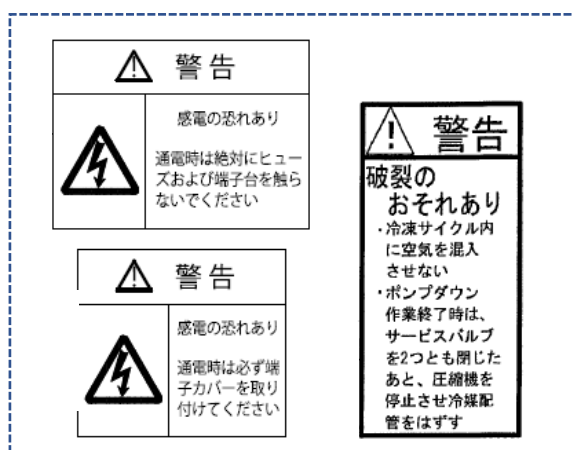 警告
感電の恐れあり
通電時は絶対にヒュー
ズおよび端子台を触ら
ないでください
警告
感電の恐れあり
通電時は必ず端
子カバーを取り
付けてください
警告
破裂の
おそれあり
・冷凍サイクル内
に空気を混入
させない
・ポンプダウン
作業終了時は、
サービスバルブ
を2つとも閉じた
あと、圧縮機を
停止させ冷媒配
管をはずす